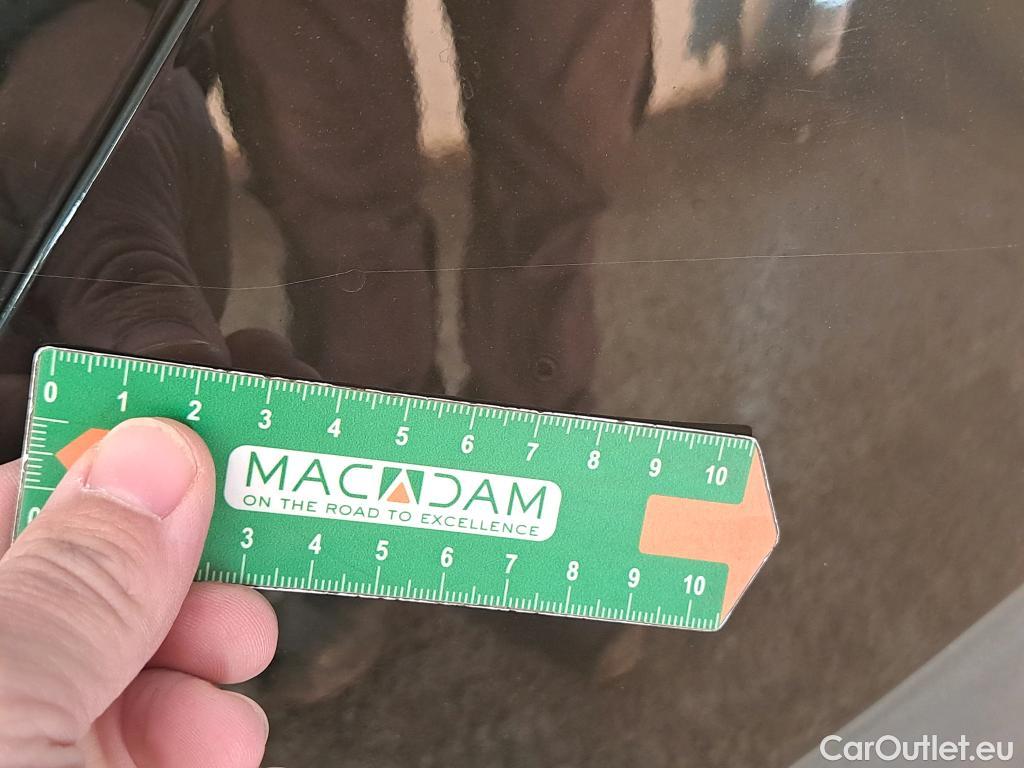 0 1 2 3 4 5 6 7 8 9 10
MACADAM
ON THE ROAD TO EXCELLENCE
0 3 4 5 6 7 8 9 10
CarOutlet.eu